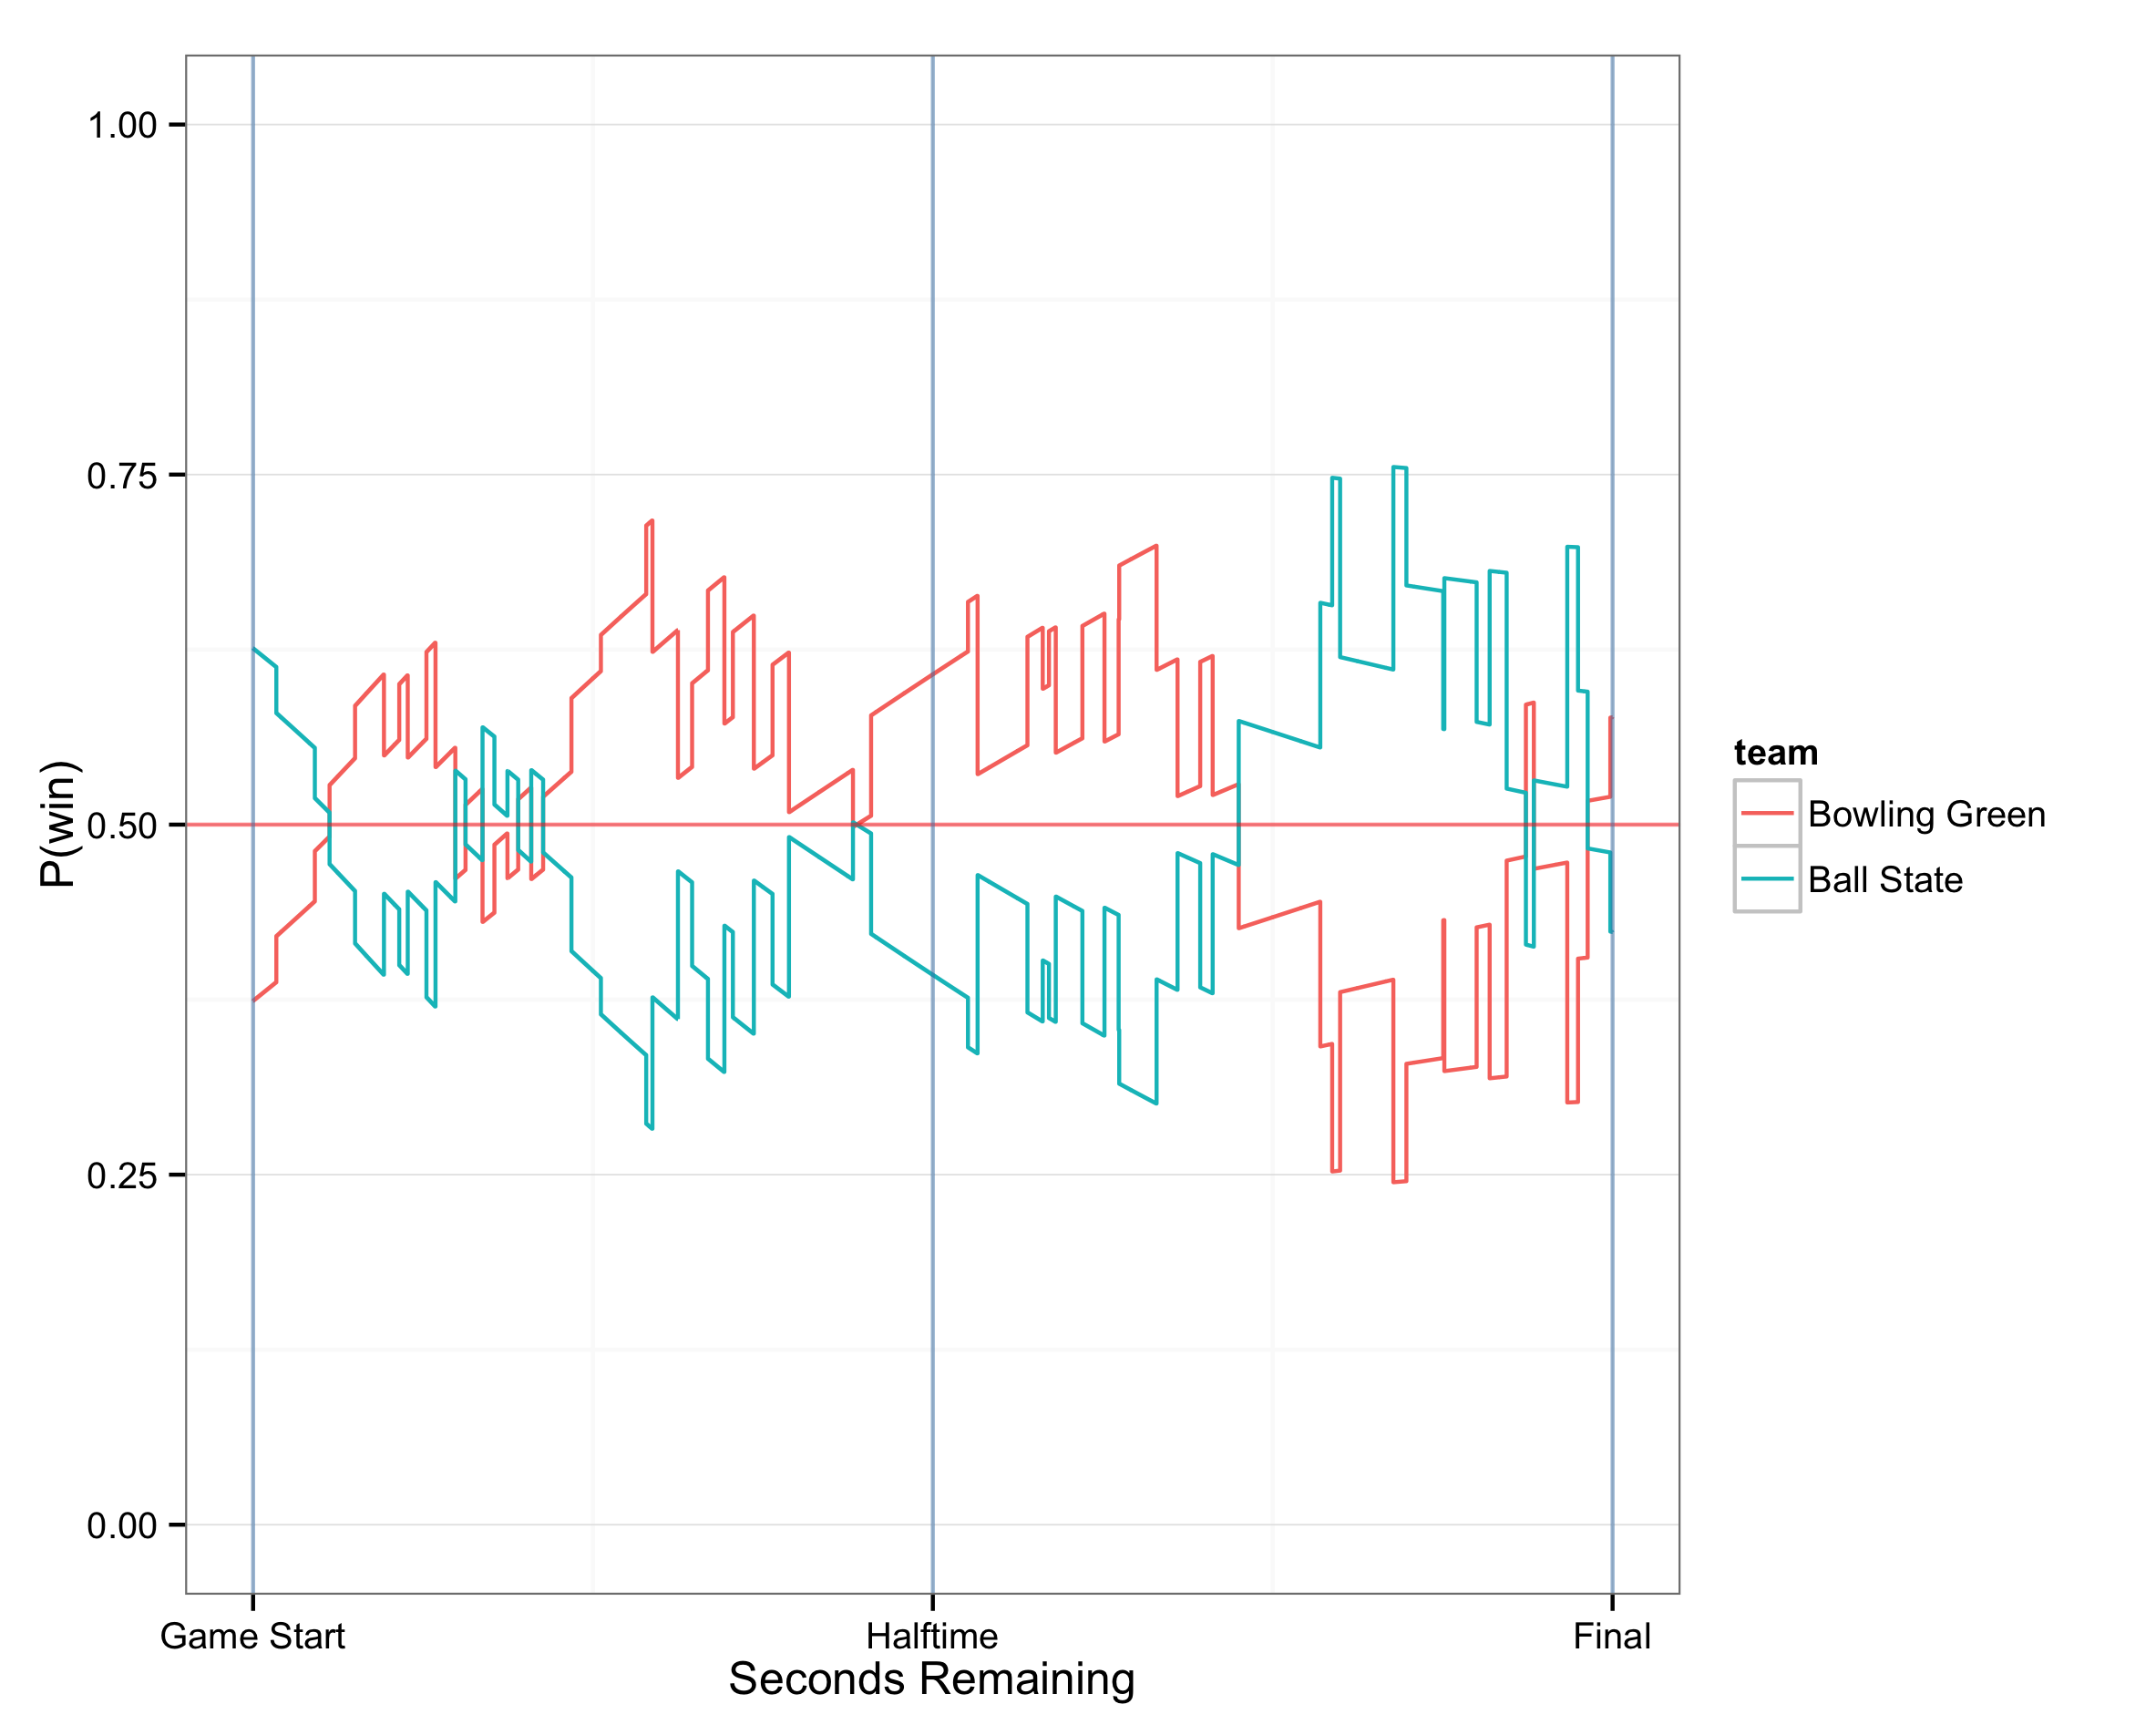 1.00
0.75
0.50
0.25
0.00
P(win)
Game Start
Halftime
Final
Seconds Remaining
team
Bowling Green
Ball State